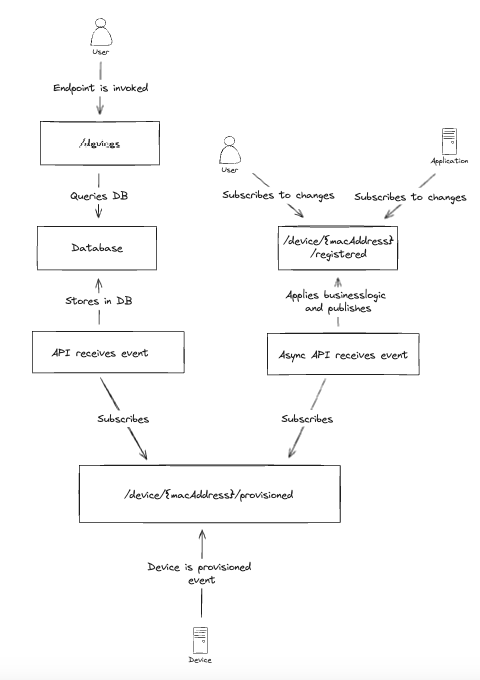 User
Endpoint is invoked
/devices
User
Application
Queries DB
Subscribes to changes
Subscribes to changes
Database
/device/{macAddress}
/registered
Stores in DB
Applies businesslogic
and publishes
API receives event
Async API receives event
Subscribes
Subscribes
/device/{macAddress}/provisioned
Device is provisioned
event
Device